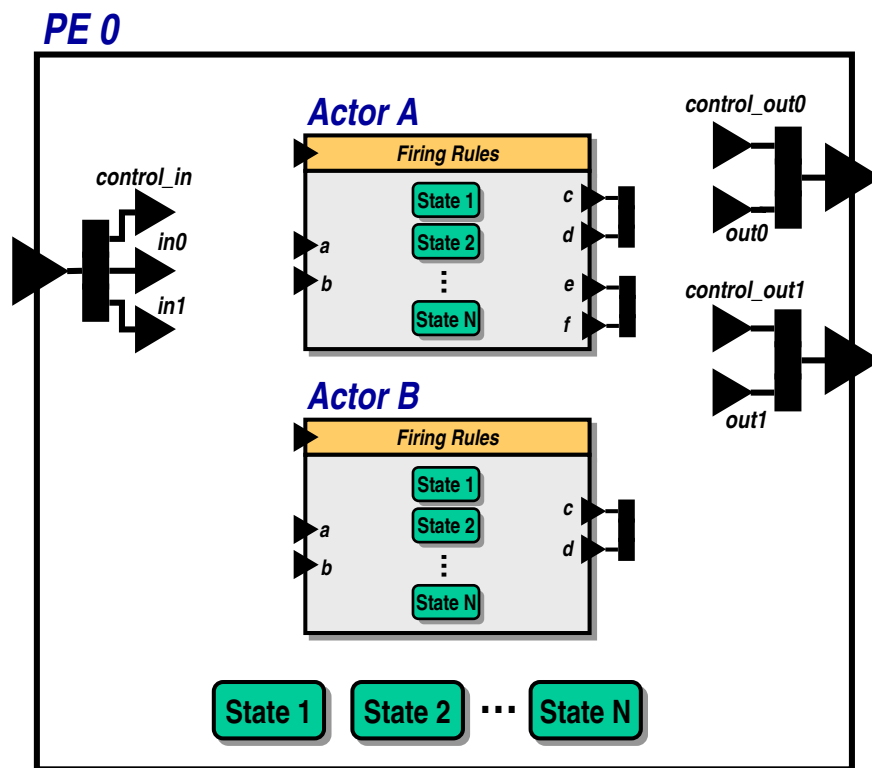 PE 0
control_in
in0
in1
Actor A
Firing Rules
State 1
State 2
⋮
State N
a
b
c
d
e
f
Actor B
Firing Rules
State 1
State 2
⋮
State N
a
b
c
d
control_out0
out0
control_out1
out1
State 1 State 2 ... State N